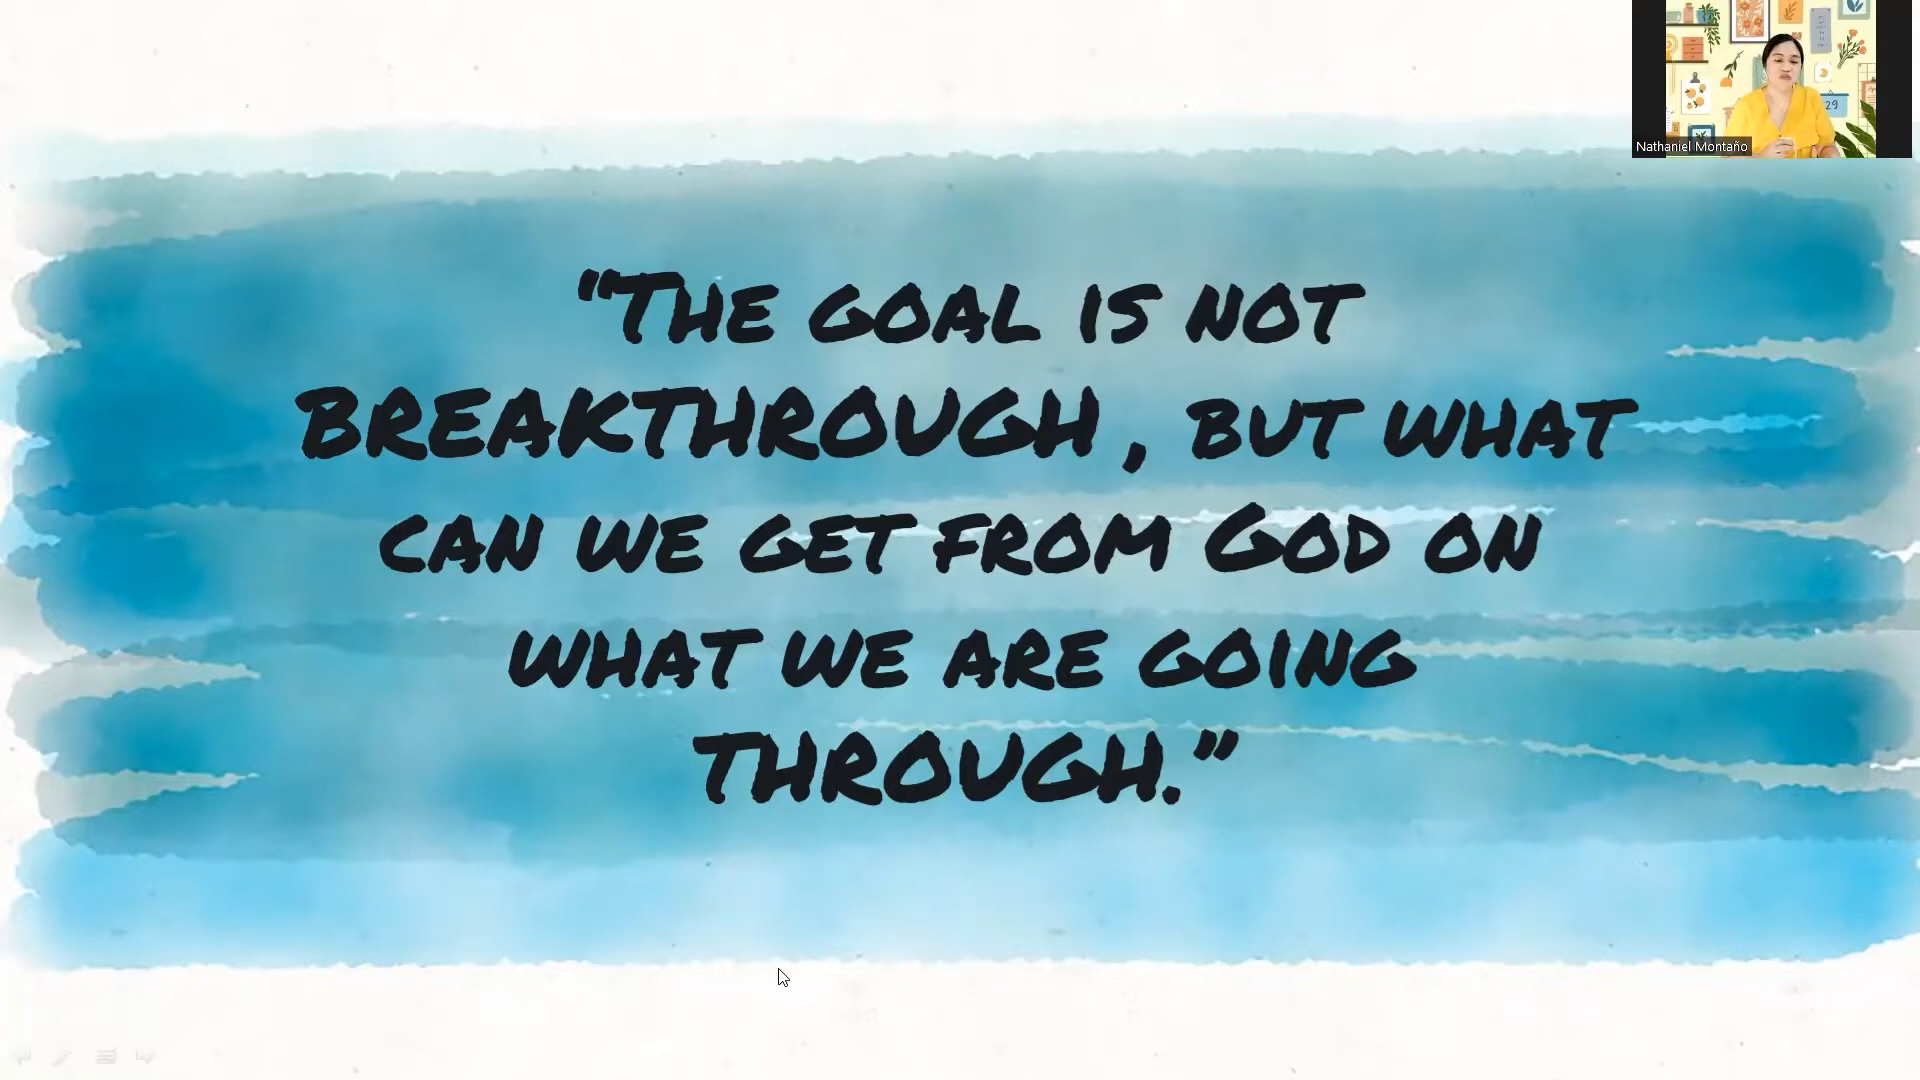 Nathaniel Montaño
29
“THE GOAL IS NOT
BREAKTHROUGH , BUT WHAT
CAN WE GET FROM GOD ON
WHAT WE ARE GOING
THROUGH.”